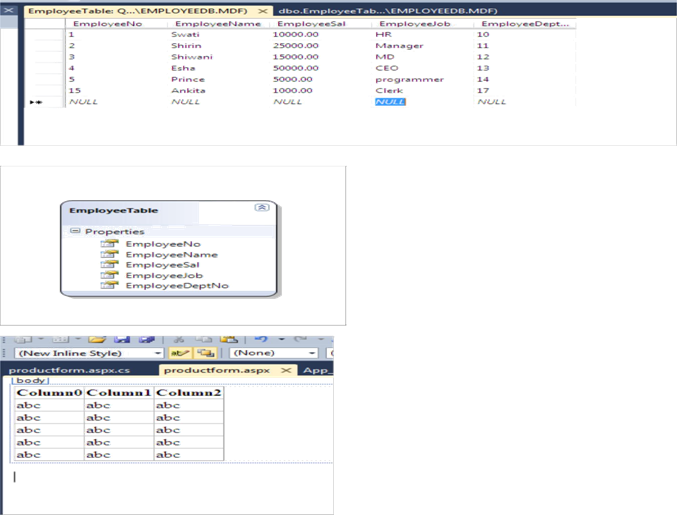 EmployeeTable: Q...\EMPLOYEEDB.MDF) dbo.EmployeeTab...\EMPLOYEEDB.MDF)
EmployeeNo EmployeeName EmployeeSal EmployeeJob EmployeeDept...
1 Swati 10000.00 HR 10
2 Shirin 25000.00 Manager 11
3 Shiwani 15000.00 MD 12
4 Esha 50000.00 CEO 13
5 Prince 5000.00 programmer 14
15 Ankita 1000.00 Clerk 17
NULL NULL NULL NULL NULL
EmployeeTable
Properties
EmployeeNo
EmployeeName
EmployeeSal
EmployeeJob
EmployeeDeptNo
(New Inline Style) ab (None) (
productform.aspx.cs productform.aspx App_
body
Column0 Column1 Column2
abc abc abc
abc abc abc
abc abc abc
abc abc abc
abc abc abc